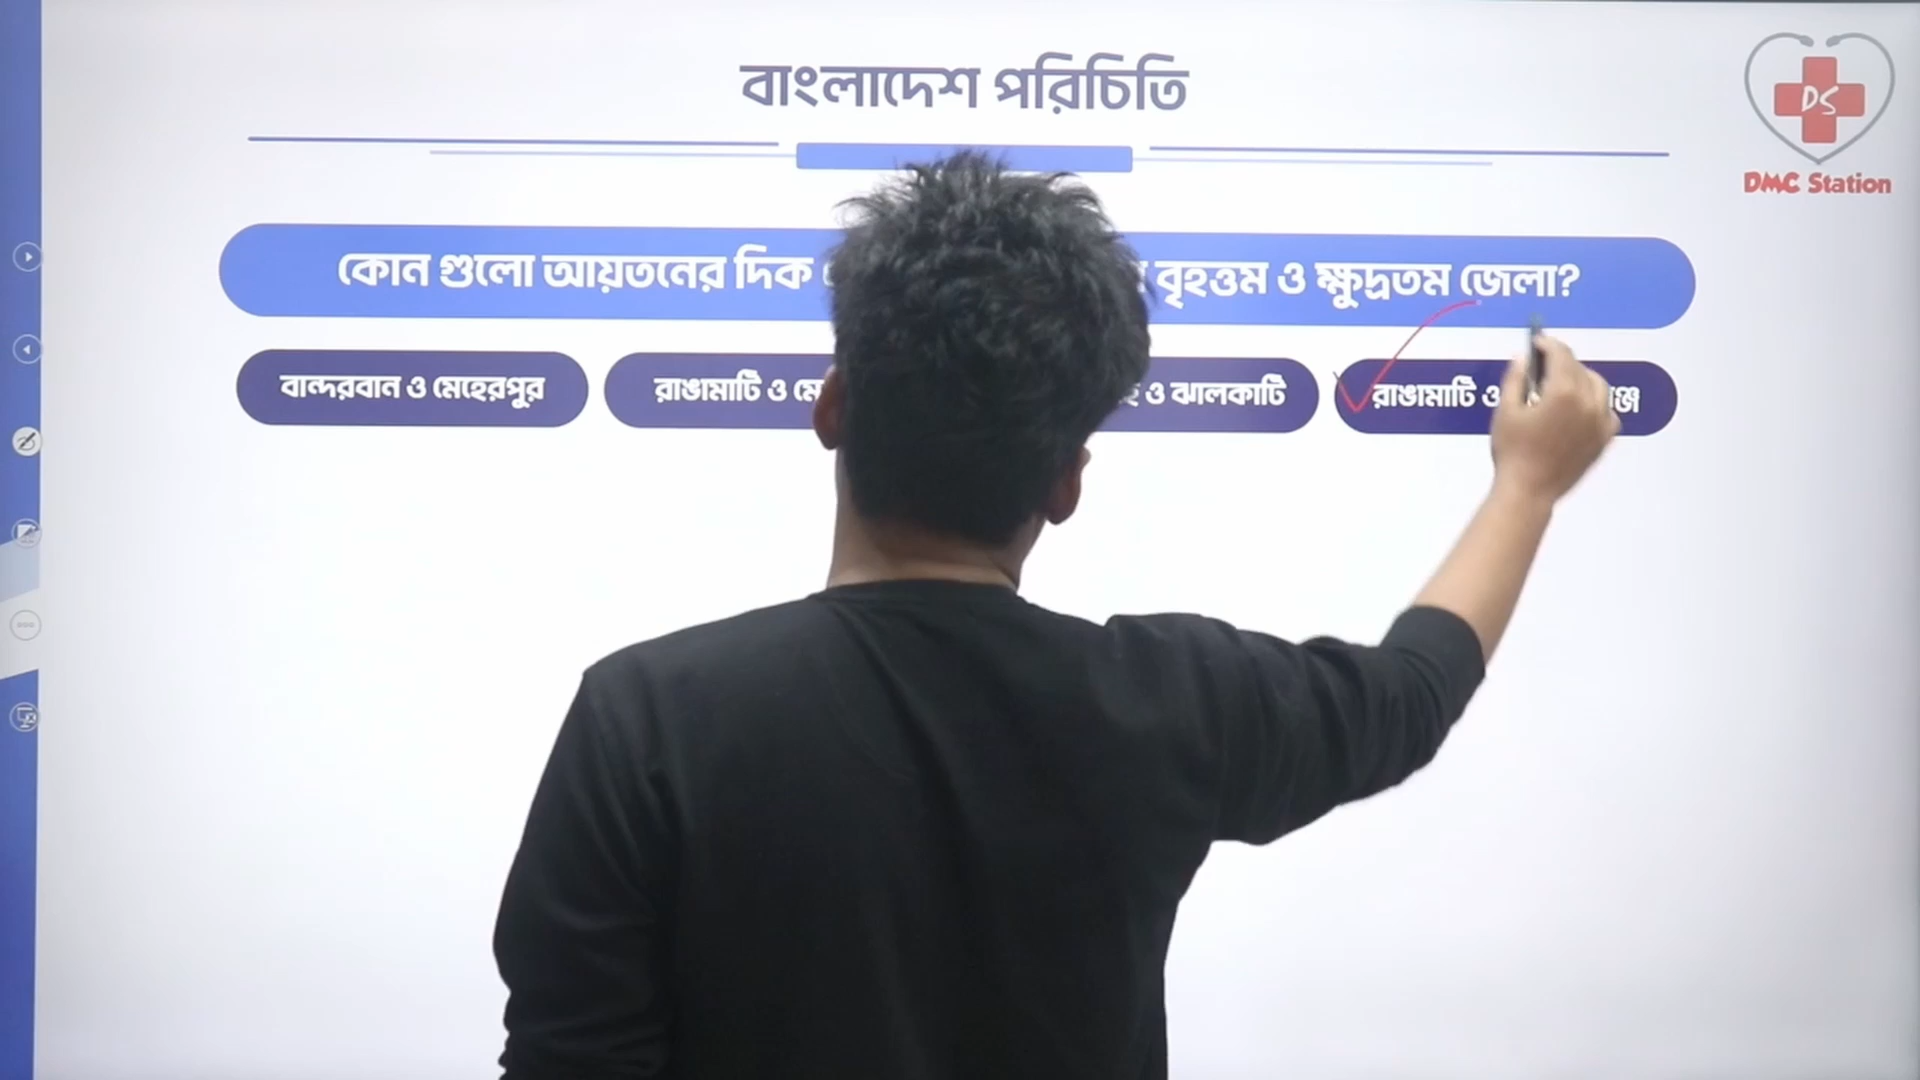 বাংলাদেশ পরিচিতি
DS
DMC Station
কোন গুলো আয়তনের দিক বৃহত্তম ও ক্ষুদ্রতম জেলা?
বান্দরবান ও মেহেরপুর
রাঙামাটি ও
ও ঝালকাটি
রাঙামাটি ও